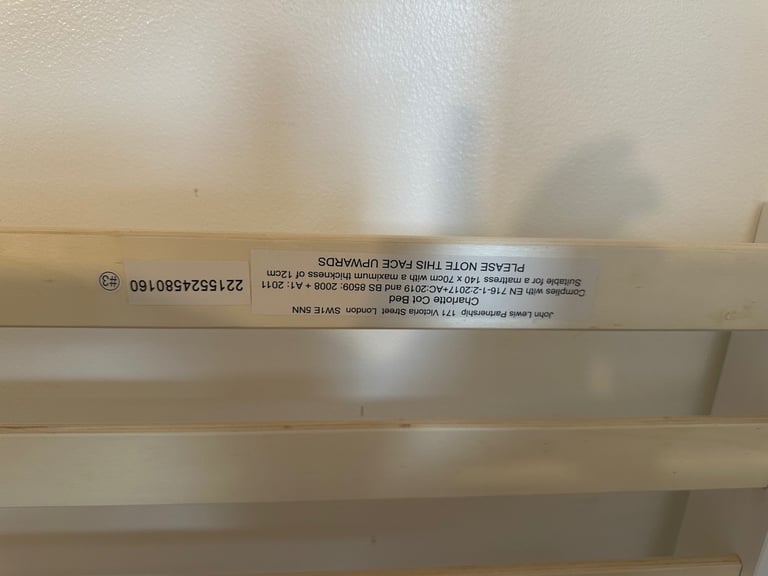 John Lewis Partnership 171 Victoria Street London SW1E 5NN
Charlotte Cot Bed
Complies with EN 716-1-2:2017+AC:2019 and BS 8509: 2008 + A1: 2011
Suitable for a mattress 140 x 70cm with a maximum thickness of 12cm
PLEASE NOTE THIS FACE UPWARDS
2215524580160
#3